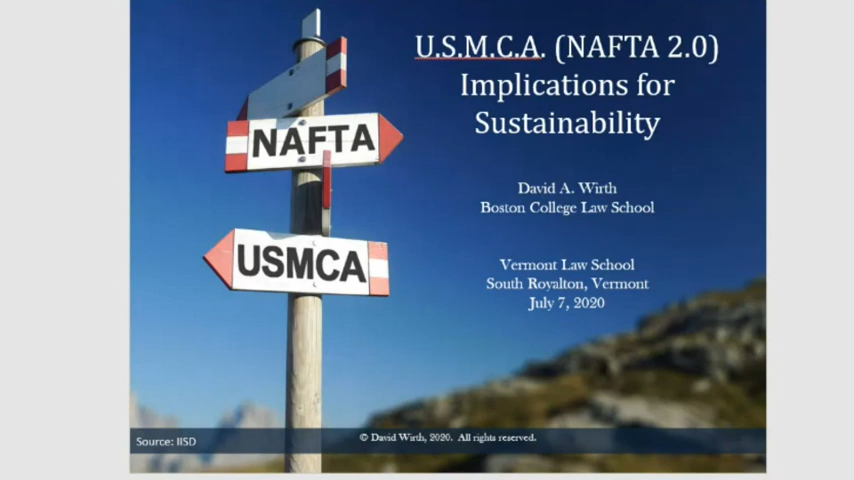 U.S.M.C.A. (NAFTA 2.0)
Implications for
Sustainability
NAFTA
USMCA
David A. Wirth
Boston College Law School
Vermont Law School
South Royalton, Vermont
July 7, 2020
Source: IISD
© David Wirth, 2020. All rights reserved.